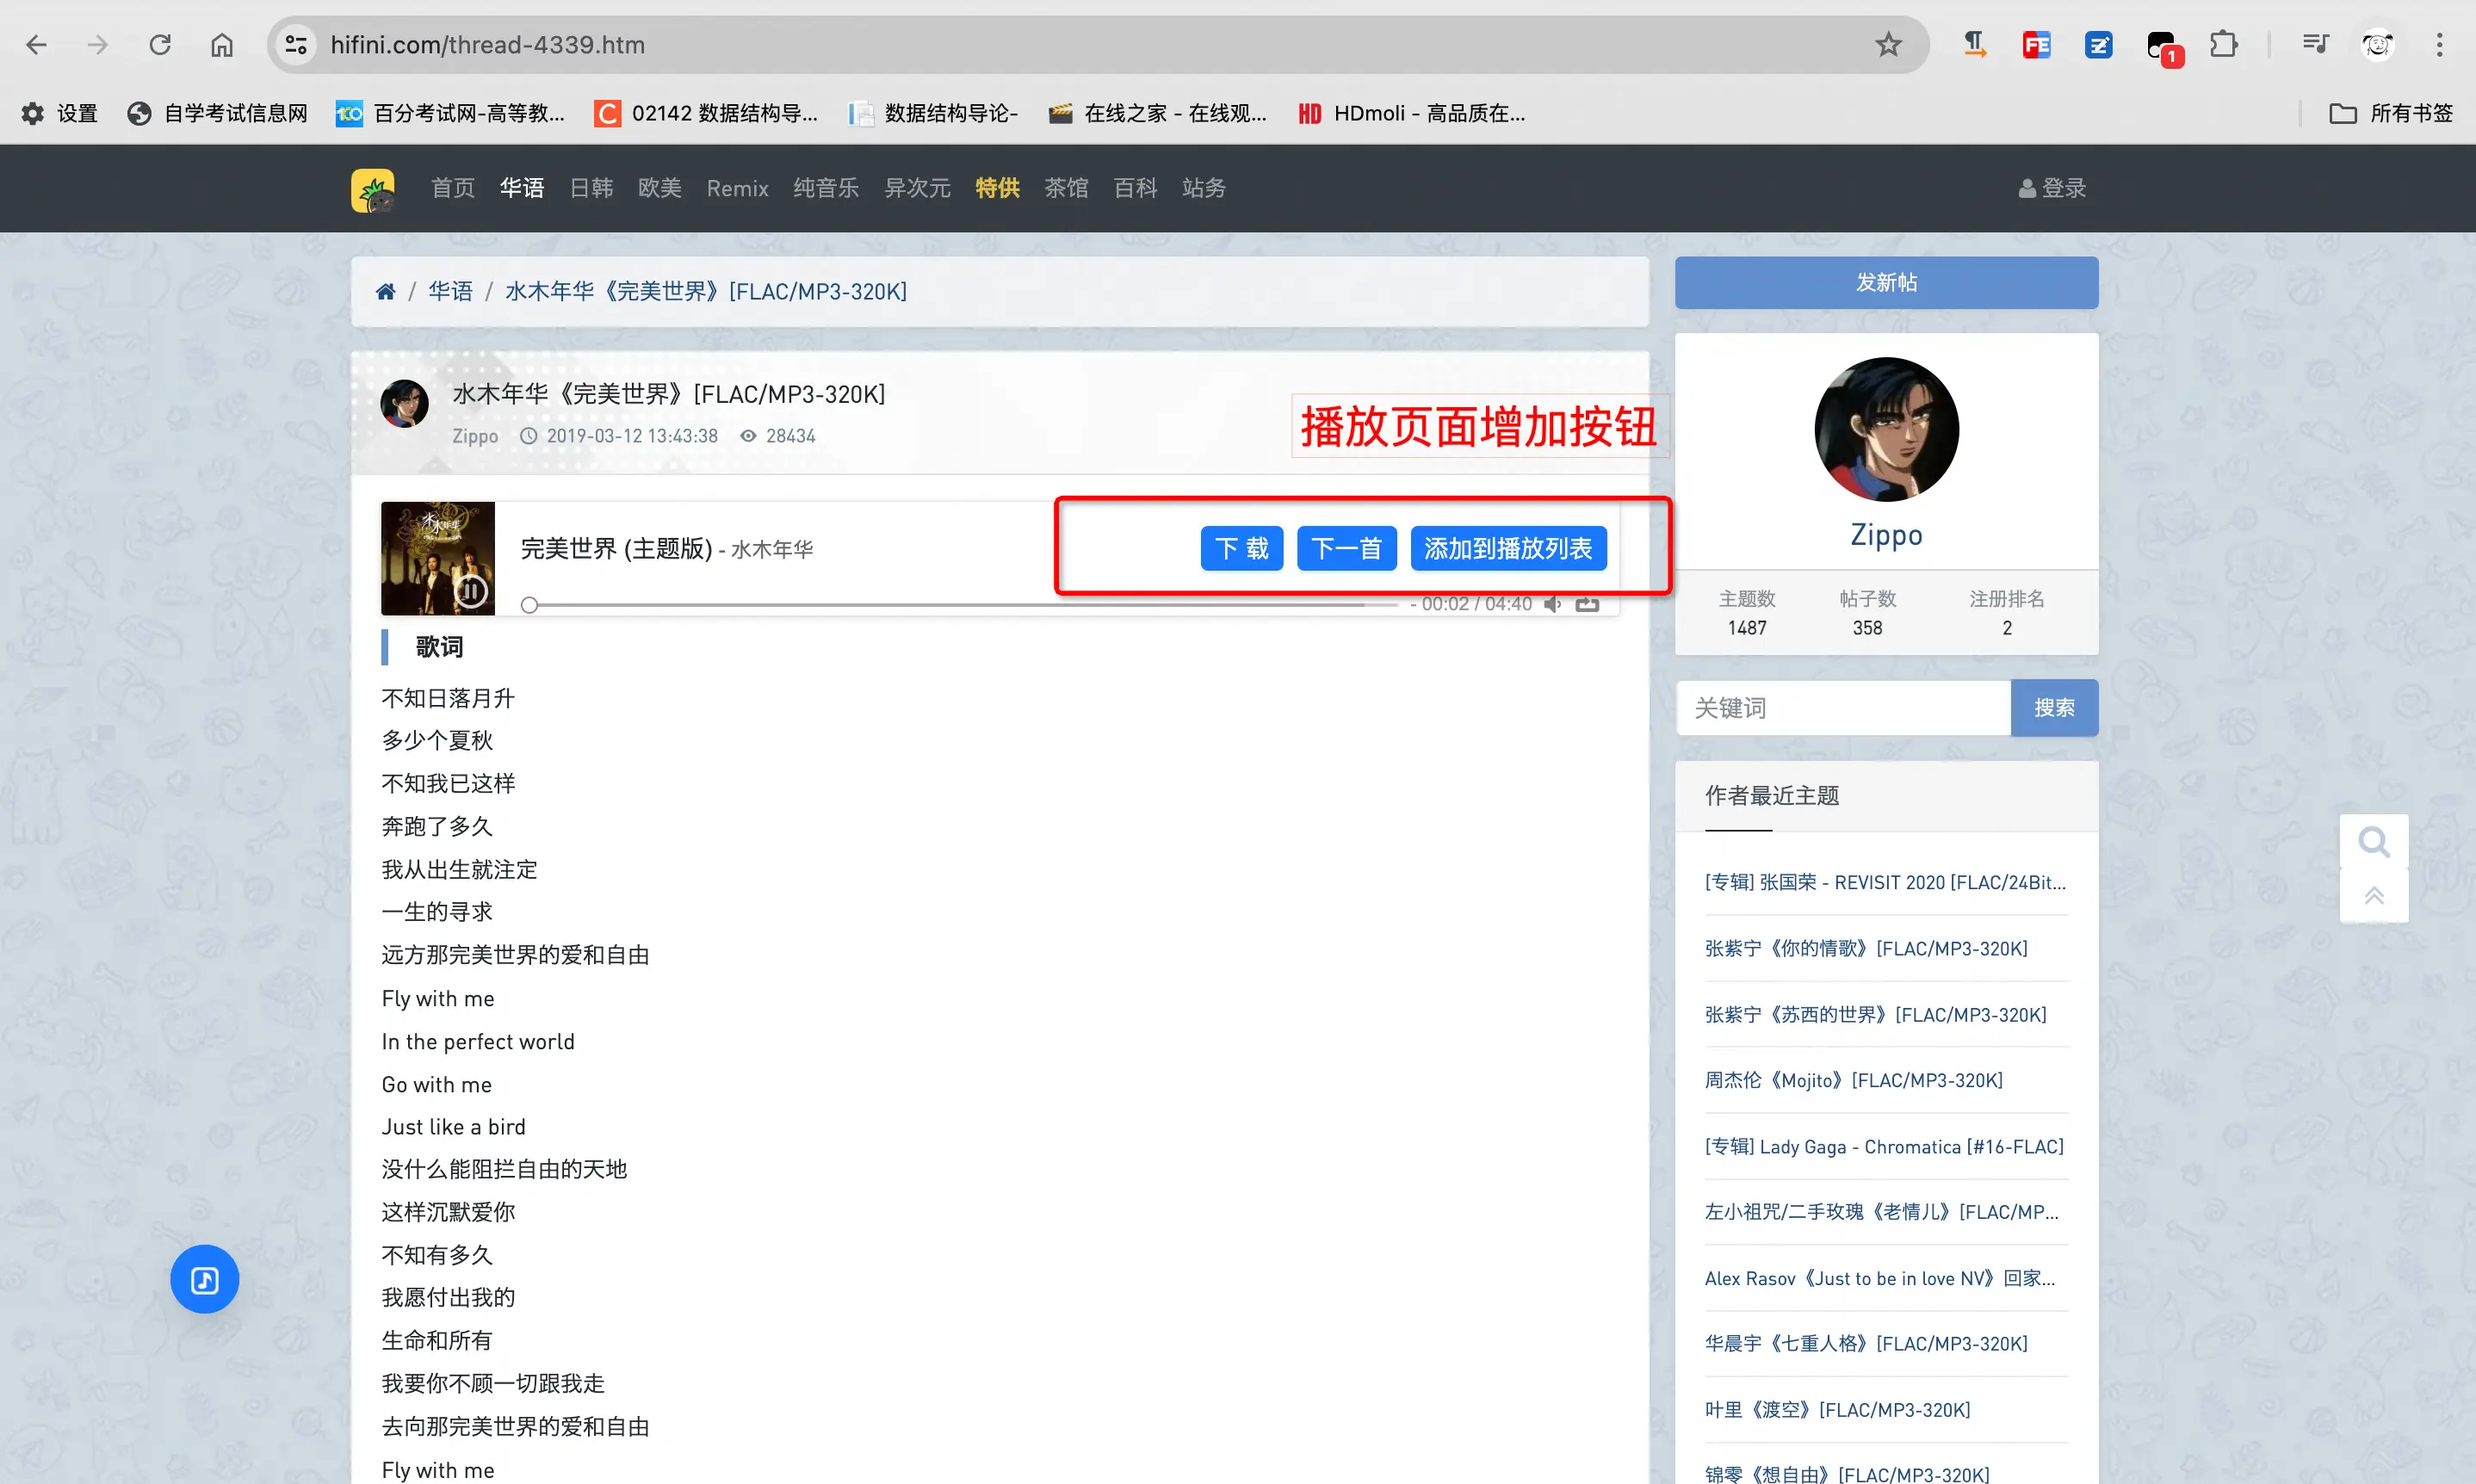 hifini.com/thread-4339.htm
FE
1
设置
自学考试信息网
100
百分考试网-高等教...
C
02142 数据结构导...
数据结构导论-
在线之家 - 在线观...
HD
HDmoli - 高品质在...
所有书签
首页
华语
日韩
欧美
Remix
纯音乐
异次元
特供
茶馆
百科
站务
登录
/ 华语 / 水木年华《完美世界》[FLAC/MP3-320K]
发新帖
水木年华《完美世界》[FLAC/MP3-320K]
Zippo
2019-03-12 13:43:38
28434
播放页面增加按钮
完美世界 (主题版) - 水木年华
下 载
下一首
添加到播放列表
- 00:02 / 04:40
歌词
不知日落月升
多少个夏秋
不知我已这样
奔跑了多久
我从出生就注定
一生的寻求
远方那完美世界的爱和自由
Fly with me
In the perfect world
Go with me
Just like a bird
没什么能阻拦自由的天地
这样沉默爱你
不知有多久
我愿付出我的
生命和所有
我要你不顾一切跟我走
去向那完美世界的爱和自由
Fly with me
Zippo
主题数
1487
帖子数
358
注册排名
2
关键词
搜索
作者最近主题
[专辑] 张国荣 - REVISIT 2020 [FLAC/24Bit...
张紫宁《你的情歌》[FLAC/MP3-320K]
张紫宁《苏西的世界》[FLAC/MP3-320K]
周杰伦《Mojito》[FLAC/MP3-320K]
[专辑] Lady Gaga - Chromatica [#16-FLAC]
左小祖咒/二手玫瑰《老情儿》[FLAC/MP...
Alex Rasov《Just to be in love NV》回家...
华晨宇《七重人格》[FLAC/MP3-320K]
叶里《渡空》[FLAC/MP3-320K]
锦零《想自由》[FLAC/MP3-320K]